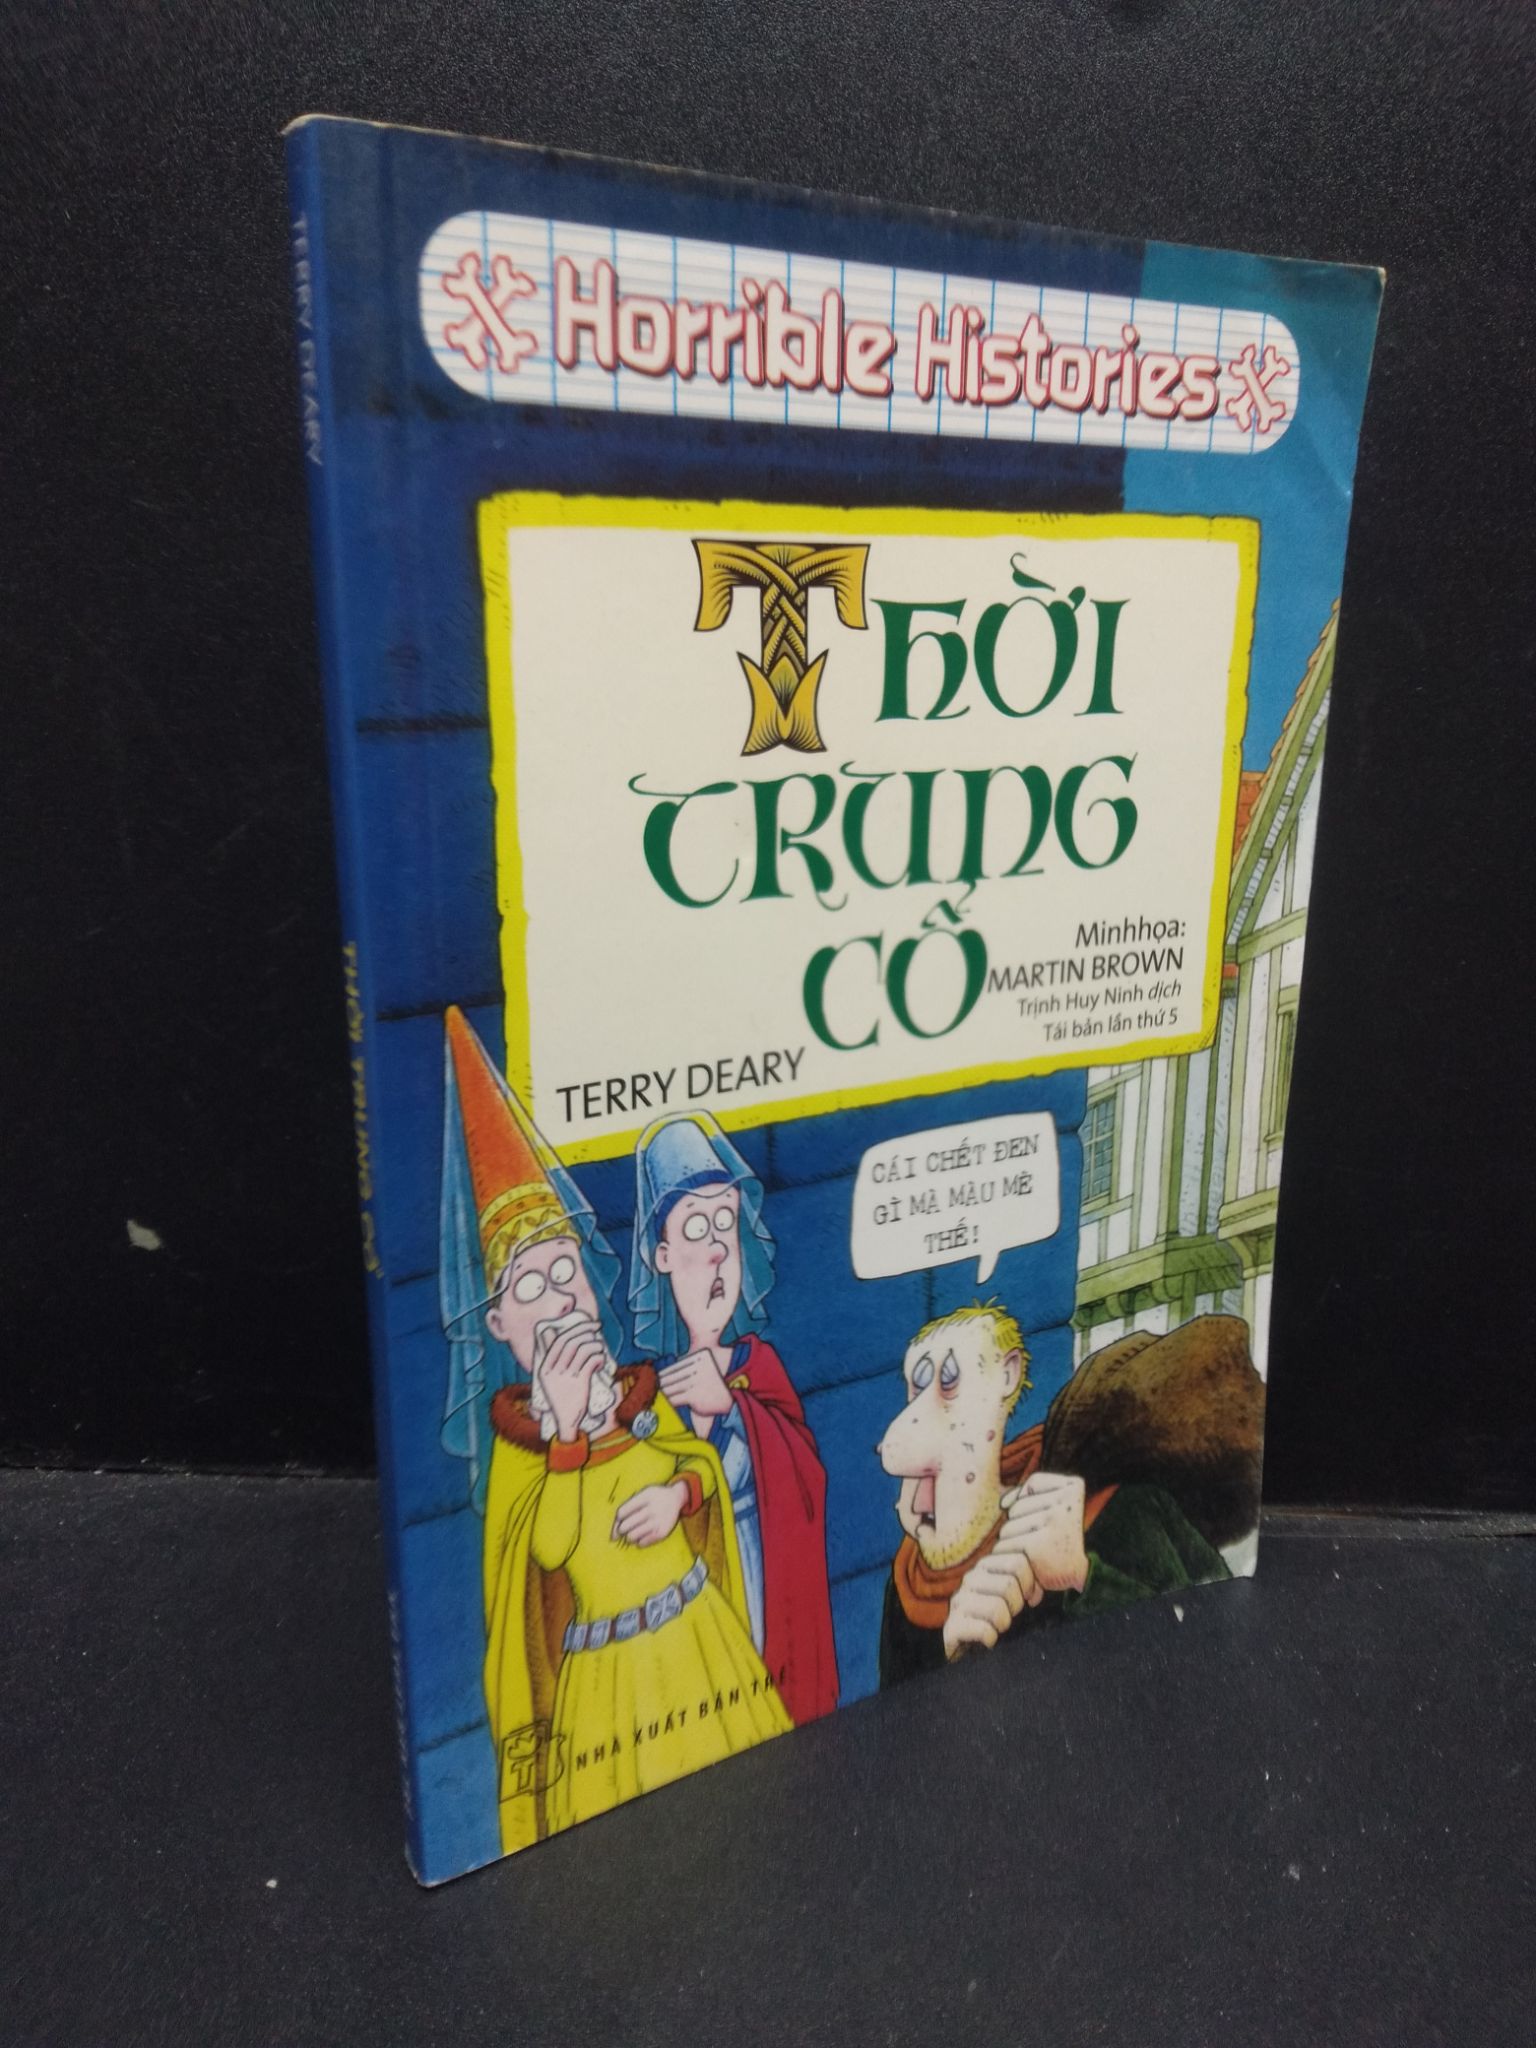 Horrible Histories
THỜI
TRUNG
CỔ
Minhhọa:
MARTIN BROWN
Trịnh Huy Ninh dịch
Tái bản lần thứ 5
TERRY DEARY
CÁI CHẾT ĐEN
GÌ MÀ MÀU MÈ
THẾ!
NHÀ XUẤT BẢN TRẺ
TERRY DEARY
THỜI TRUNG CỔ